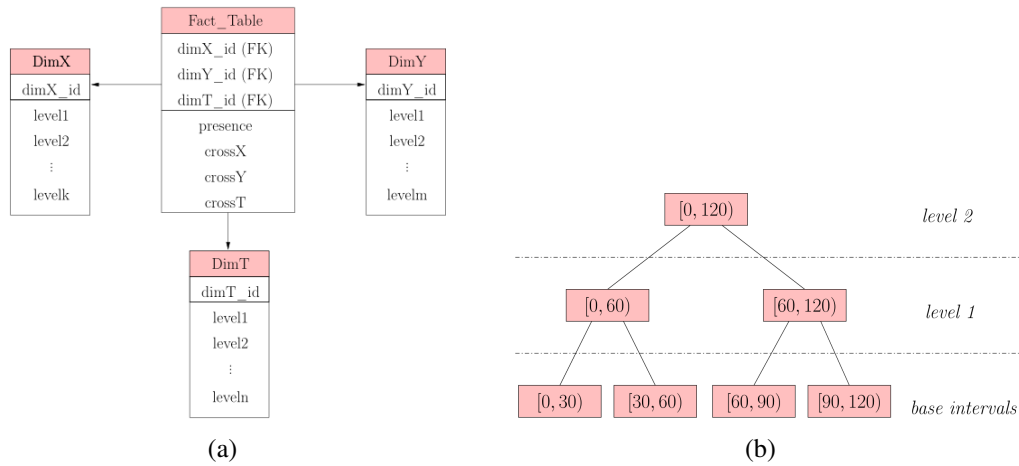 Fact_Table
dimX_id (FK)
dimY_id (FK)
dimT_id (FK)
presence
crossX
crossY
crossT
DimX
dimX_id
level1
level2
⋮
levelk
DimY
dimY_id
level1
level2
⋮
levelm
DimT
dimT_id
level1
level2
⋮
leveln
(a)
[0, 120)
level 2
[0, 60)
[60, 120)
level 1
[0, 30)
[30, 60)
[60, 90)
[90, 120)
base intervals
(b)